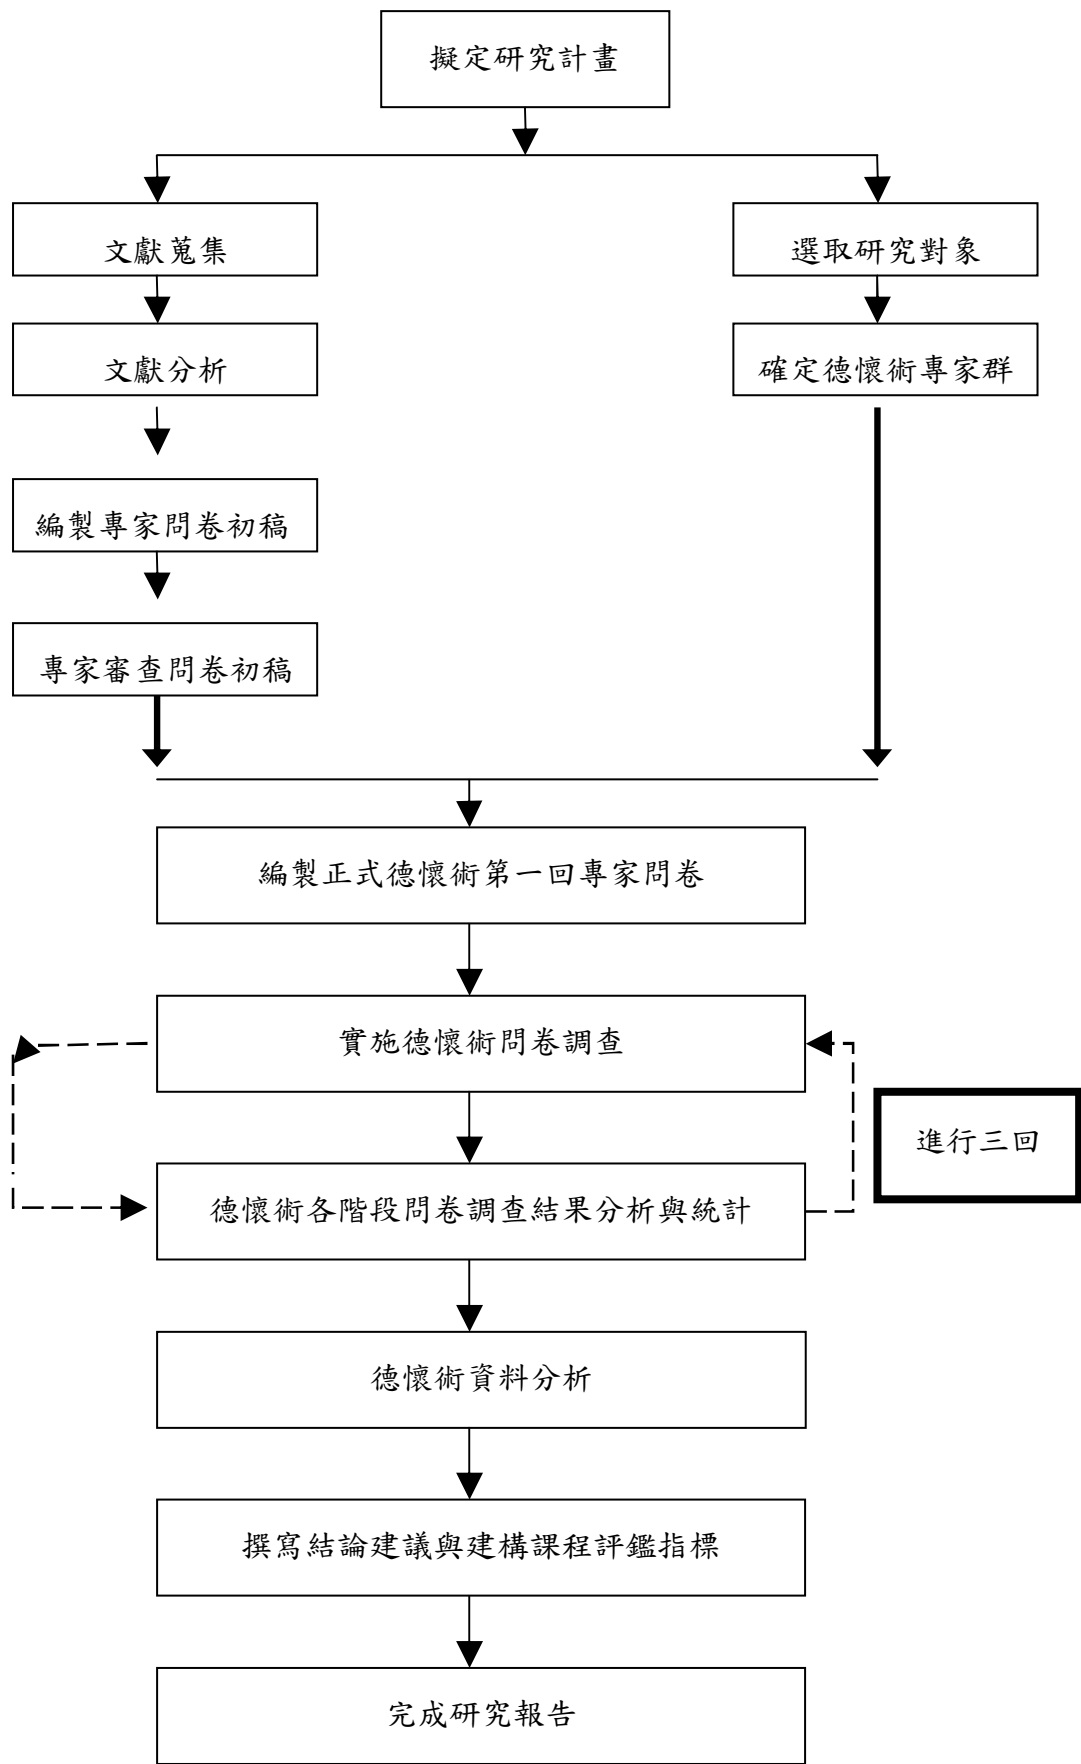 擬定研究計畫
文獻蒐集
選取研究對象
文獻分析
確定德懷術專家群
編製專家問卷初稿
專家審查問卷初稿
編製正式德懷術第一回專家問卷
實施德懷術問卷調查
進行三回
德懷術各階段問卷調查結果分析與統計
德懷術資料分析
撰寫結論建議與建構課程評鑑指標
完成研究報告